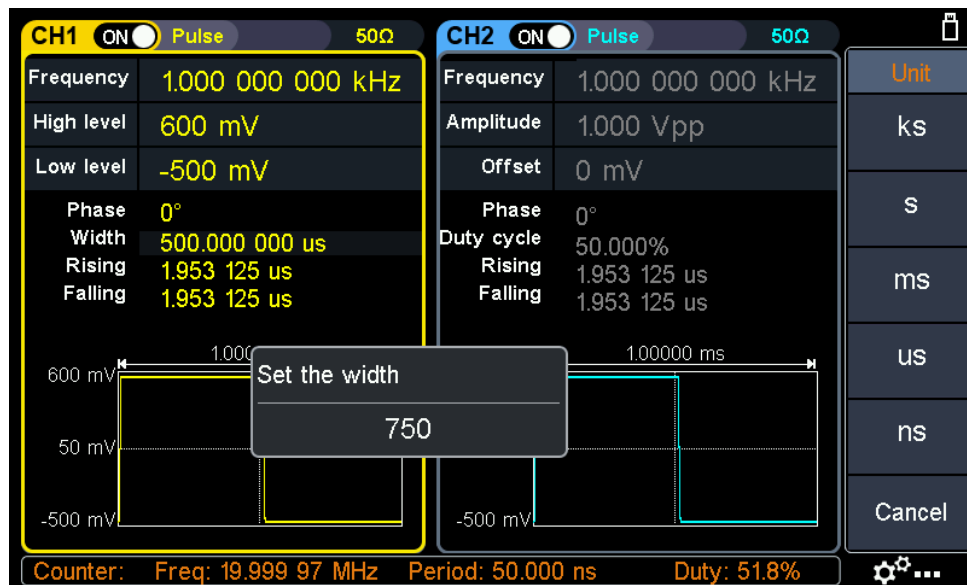 CH1 ON Pulse 50Ω
Frequency 1.000 000 000 kHz
High level 600 mV
Low level -500 mV
Phase 0°
Width 500.000 000 us
Rising 1.953 125 us
Falling 1.953 125 us
600 mV
50 mV
-500 mV
CH2 ON Pulse 50Ω
Frequency 1.000 000 000 kHz
Amplitude 1.000 Vpp
Offset 0 mV
Phase 0°
Duty cycle 50.000%
Rising 1.953 125 us
Falling 1.953 125 us
1.00000 ms
-500 mV
Set the width
750
Unit
ks
s
ms
us
ns
Cancel
Counter: Freq: 19.999 97 MHz Period: 50.000 ns Duty: 51.8%